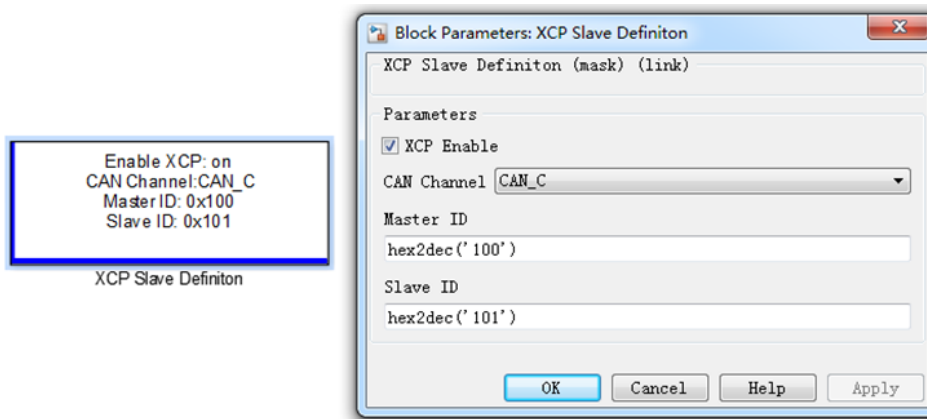 Enable XCP: on
CAN Channel:CAN_C
Master ID: 0x100
Slave ID: 0x101
XCP Slave Definiton
Block Parameters: XCP Slave Definiton
XCP Slave Definiton (mask) (link)
Parameters
XCP Enable
CAN Channel CAN_C
Master ID
hex2dec('100')
Slave ID
hex2dec('101')
OK Cancel Help Apply